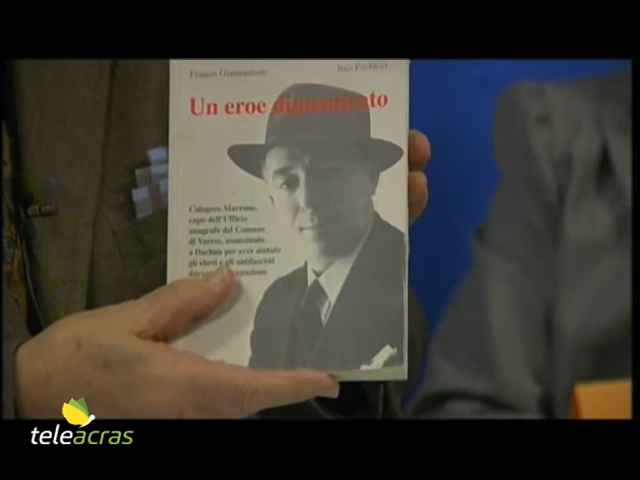 Franco Giannantoni Ibio Paolucci
Un eroe dimenticato
Calogero Marrone,
capo dell'Ufficio
anagrafe del Comune
di Varese, assassinato
a Dachau per aver aiutato
gli ebrei e gli antifascisti
teleacras